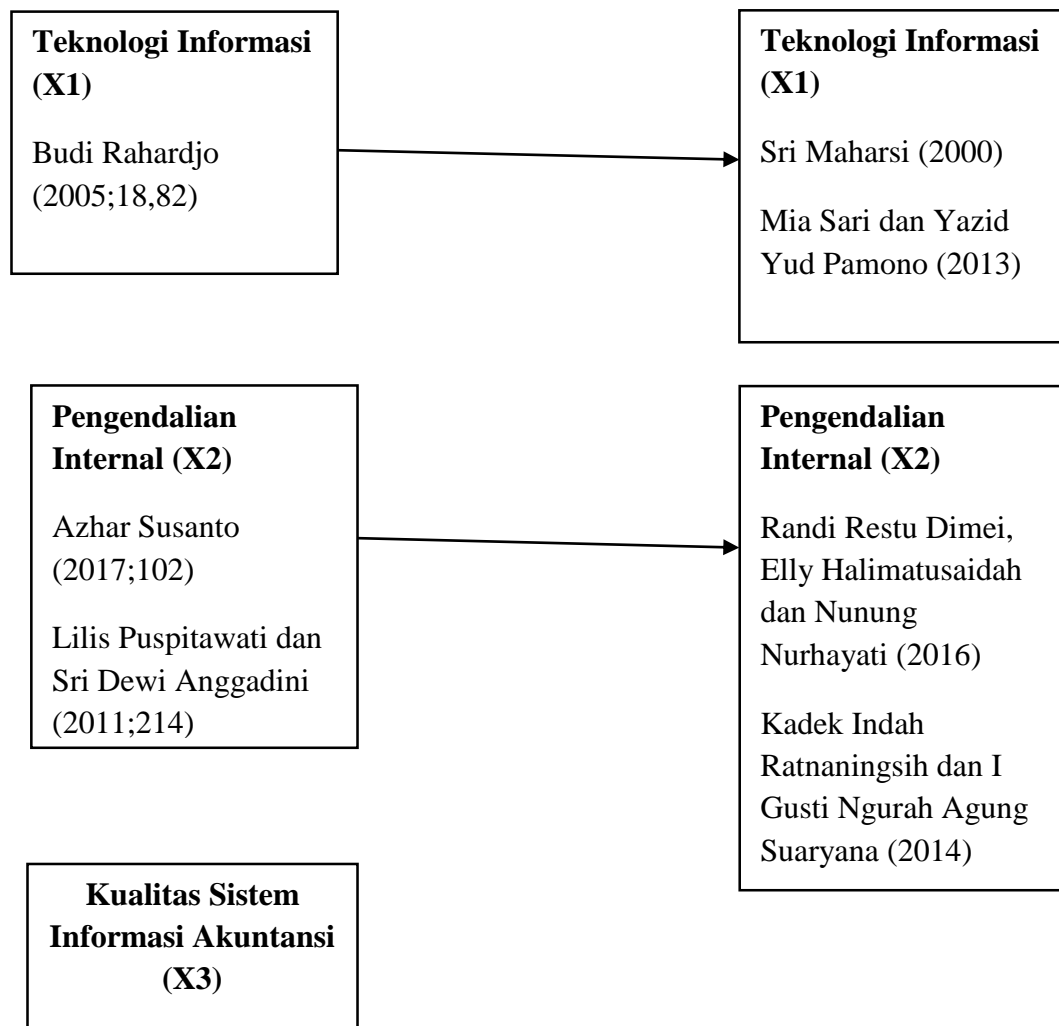 Teknologi Informasi
(X1)
Budi Rahardjo
(2005;18,82)
Teknologi Informasi
(X1)
Sri Maharsi (2000)
Mia Sari dan Yazid
Yud Pamono (2013)
Pengendalian
Internal (X2)
Azhar Susanto
(2017;102)
Lilis Puspitawati dan
Sri Dewi Anggadini
(2011;214)
Pengendalian
Internal (X2)
Randi Restu Dimei,
Elly Halimatusaidah
dan Nunung
Nurhayati (2016)
Kadek Indah
Ratnaningsih dan I
Gusti Ngurah Agung
Suaryana (2014)
Kualitas Sistem
Informasi Akuntansi
(X3)